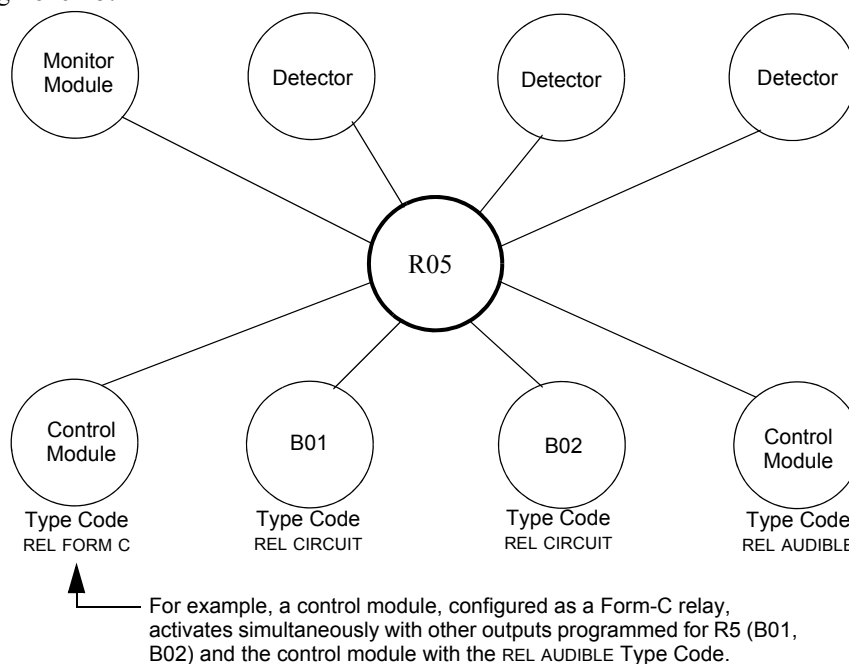 Monitor
Module
Detector
Detector
Detector
R05
Control
Module
B01
B02
Control
Module
Type Code
REL FORM C
Type Code
REL CIRCUIT
Type Code
REL CIRCUIT
Type Code
REL AUDIBLE
For example, a control module, configured as a Form-C relay,
activates simultaneously with other outputs programmed for R5 (B01,
B02) and the control module with the REL AUDIBLE Type Code.